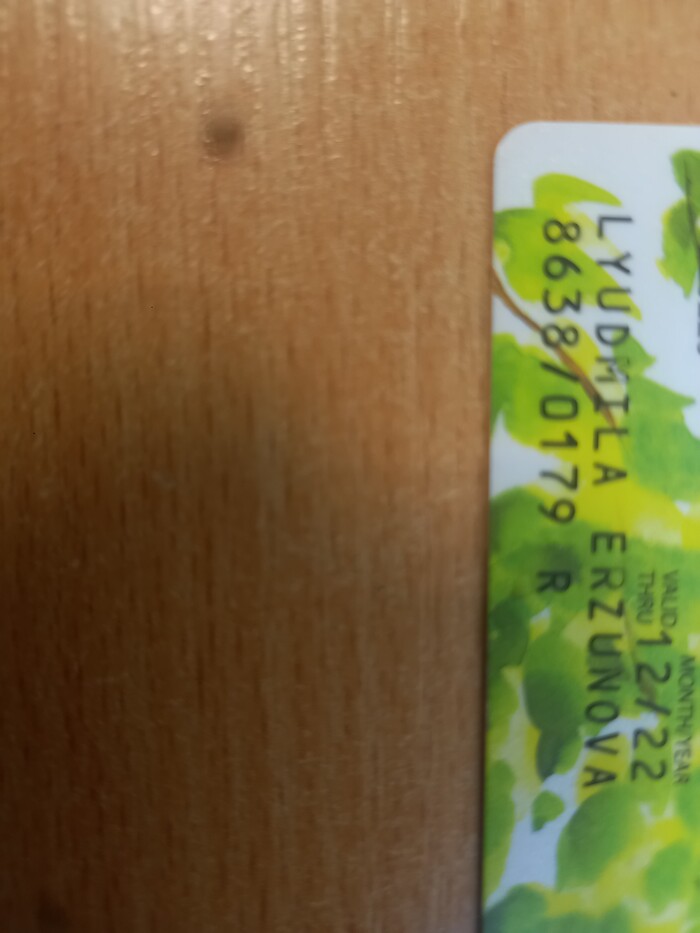 VALID THRU
MONTH/YEAR
12/22
LYUDMILA ERZUNOVA
8638/0179 R